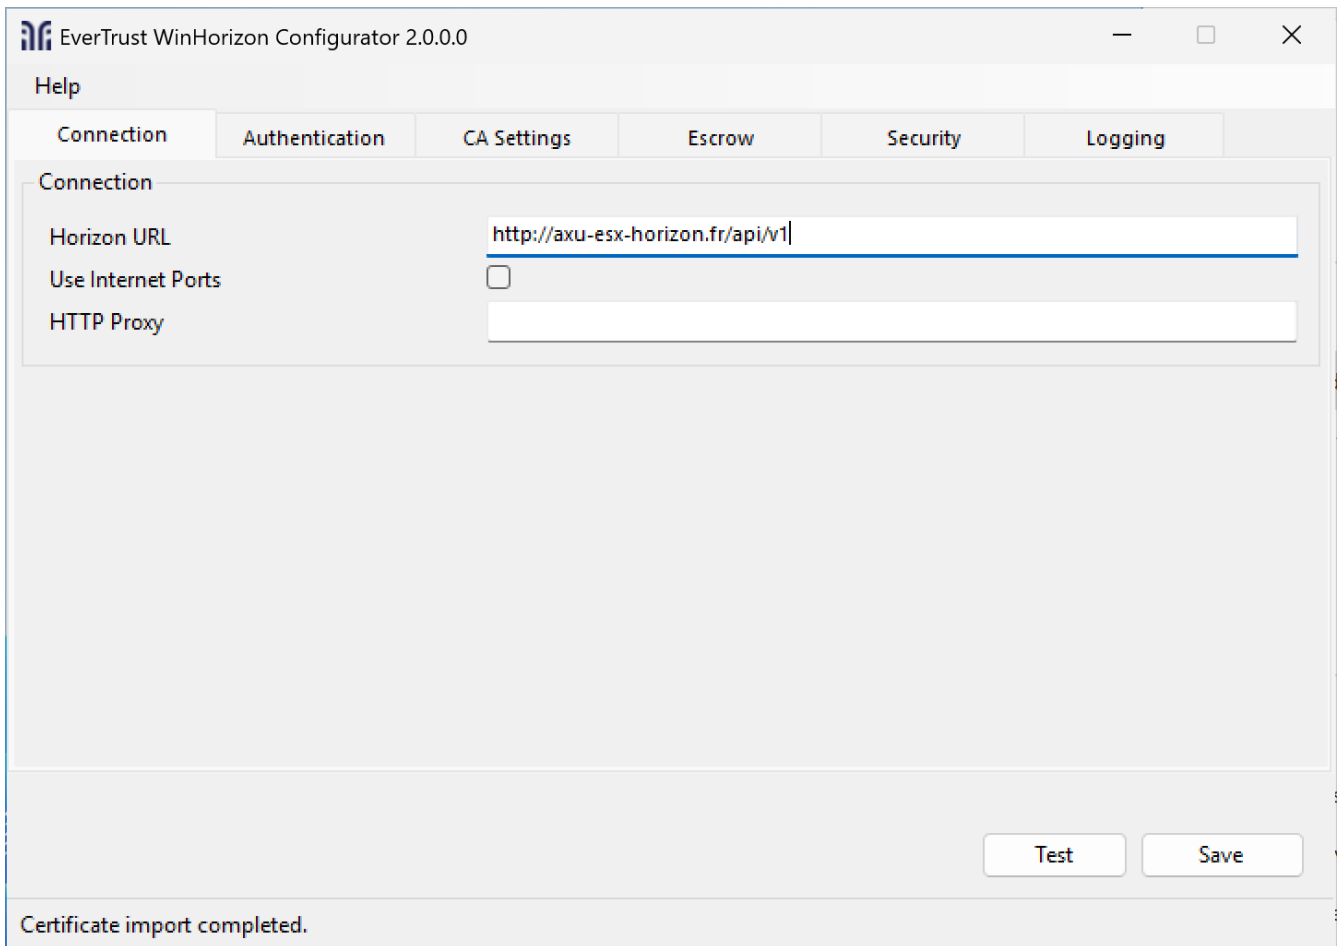 EverTrust WinHorizon Configurator 2.0.0.0
Help
Connection Authentication CA Settings Escrow Security Logging
Connection
Horizon URL http://axu-esx-horizon.fr/api/v1
Use Internet Ports
HTTP Proxy
Test Save
Certificate import completed.